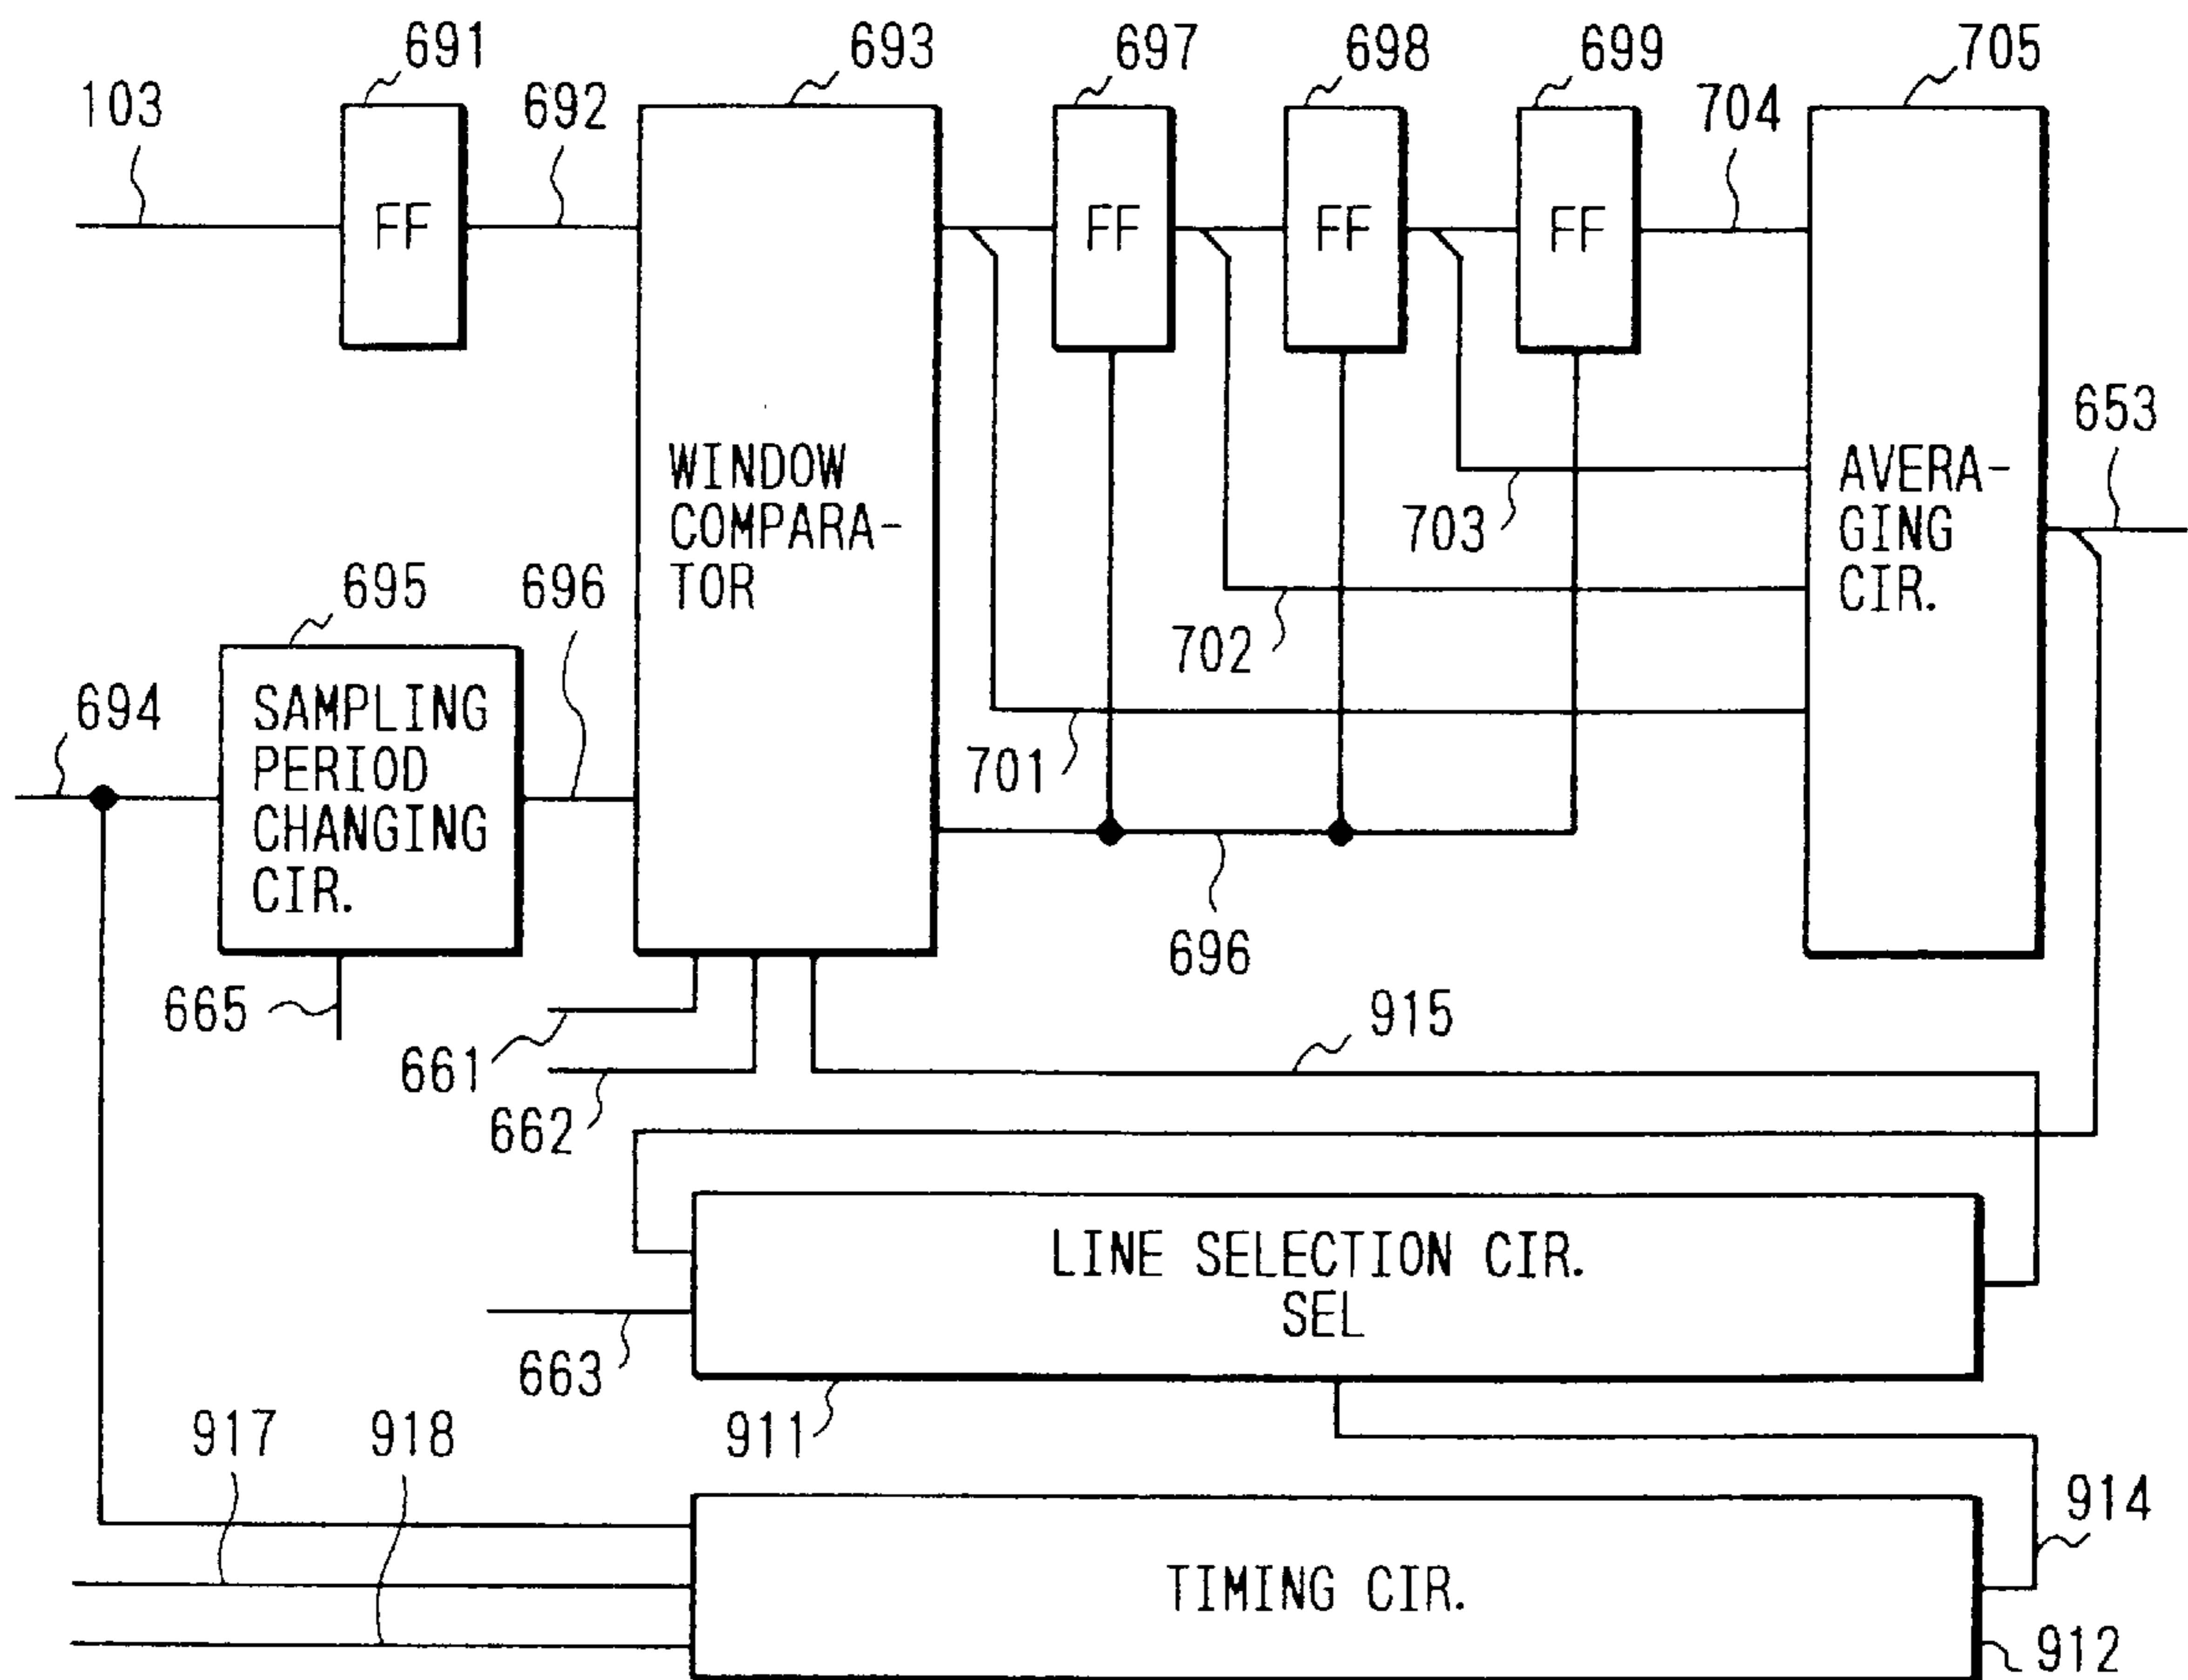 691
693
697
698
699
705
103
692
704
FF
FF
FF
FF
653
WINDOW
COMPARA-
TOR
AVERA-
GING
CIR.
703
695
696
702
694
SAMPLING
PERIOD
CHANGING
CIR.
701
696
665
661
662
915
LINE SELECTION CIR.
SEL
663
911
917
918
914
TIMING CIR.
912